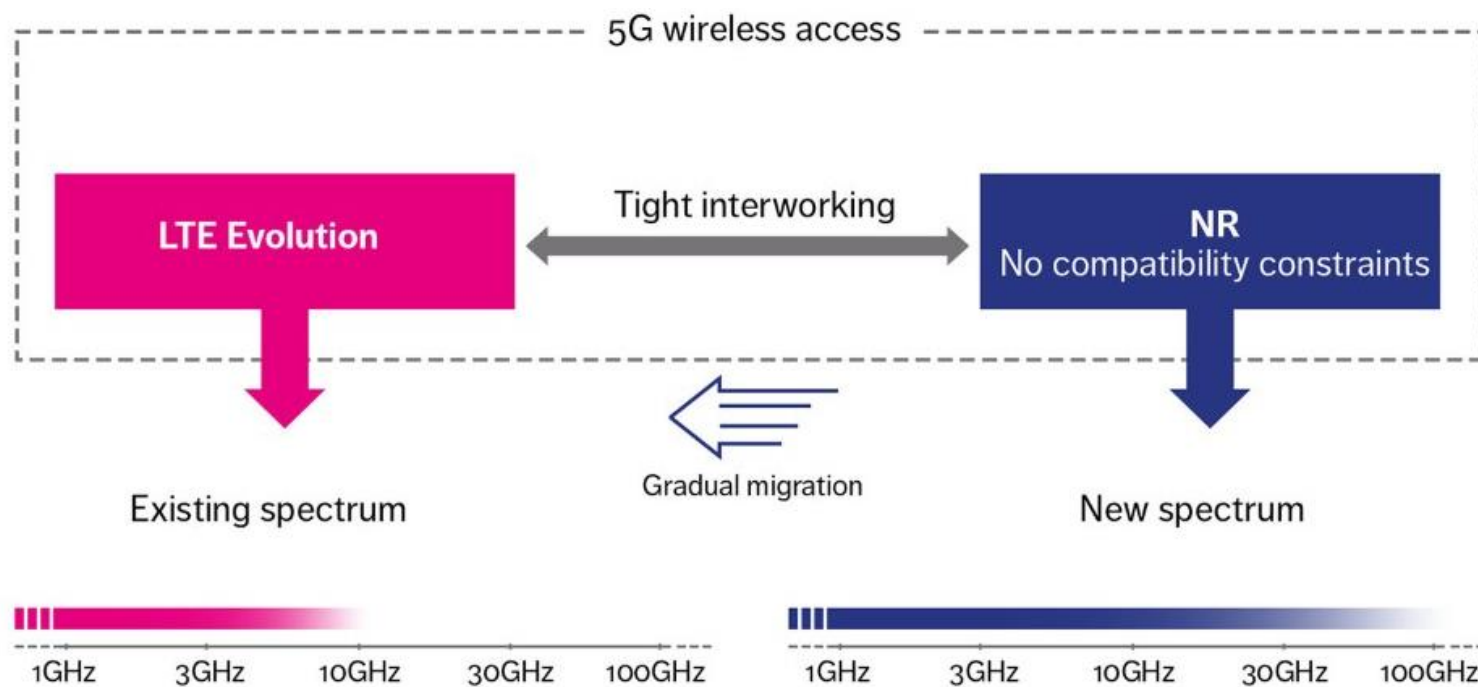 5G wireless access
LTE Evolution
Tight interworking
NR
No compatibility constraints
Gradual migration
Existing spectrum
New spectrum
1GHz 3GHz 10GHz 30GHz 100GHz
1GHz 3GHz 10GHz 30GHz 100GHz